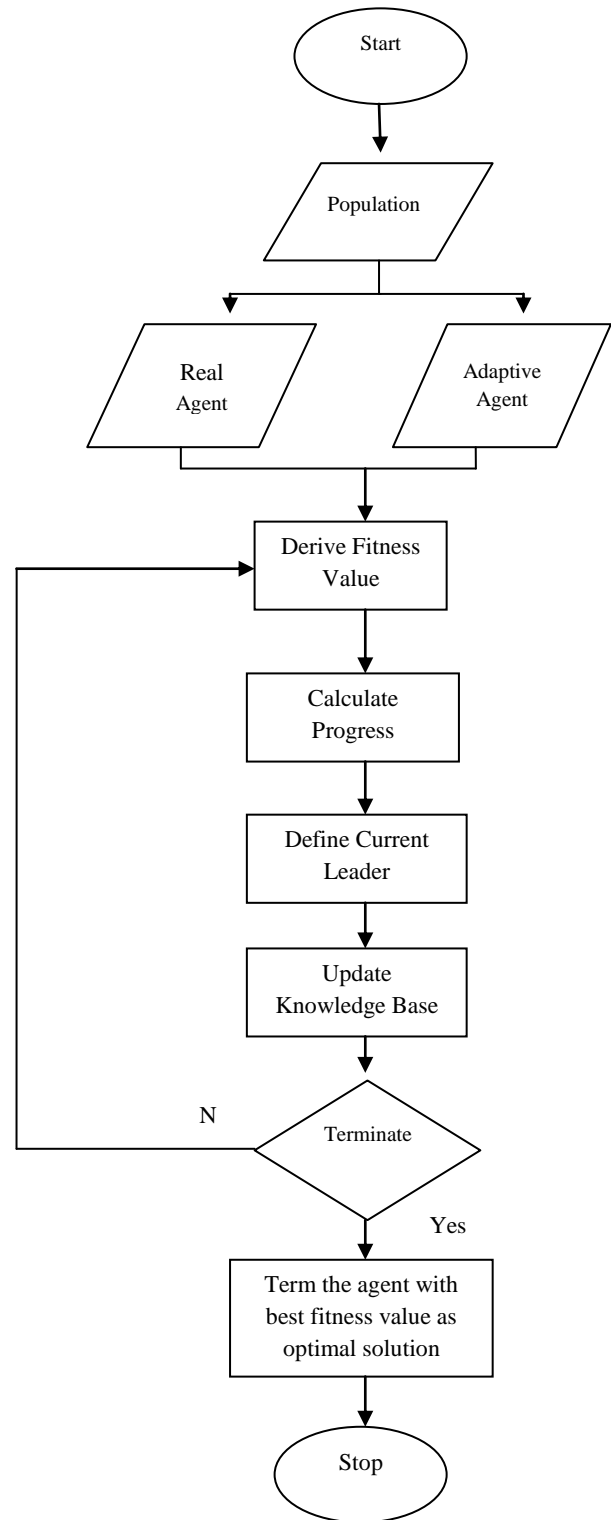 Start
Population
Real
Agent
Adaptive
Agent
Derive Fitness
Value
Calculate
Progress
Define Current
Leader
Update
Knowledge Base
N
Terminate
Yes
Term the agent with
best fitness value as
optimal solution
Stop